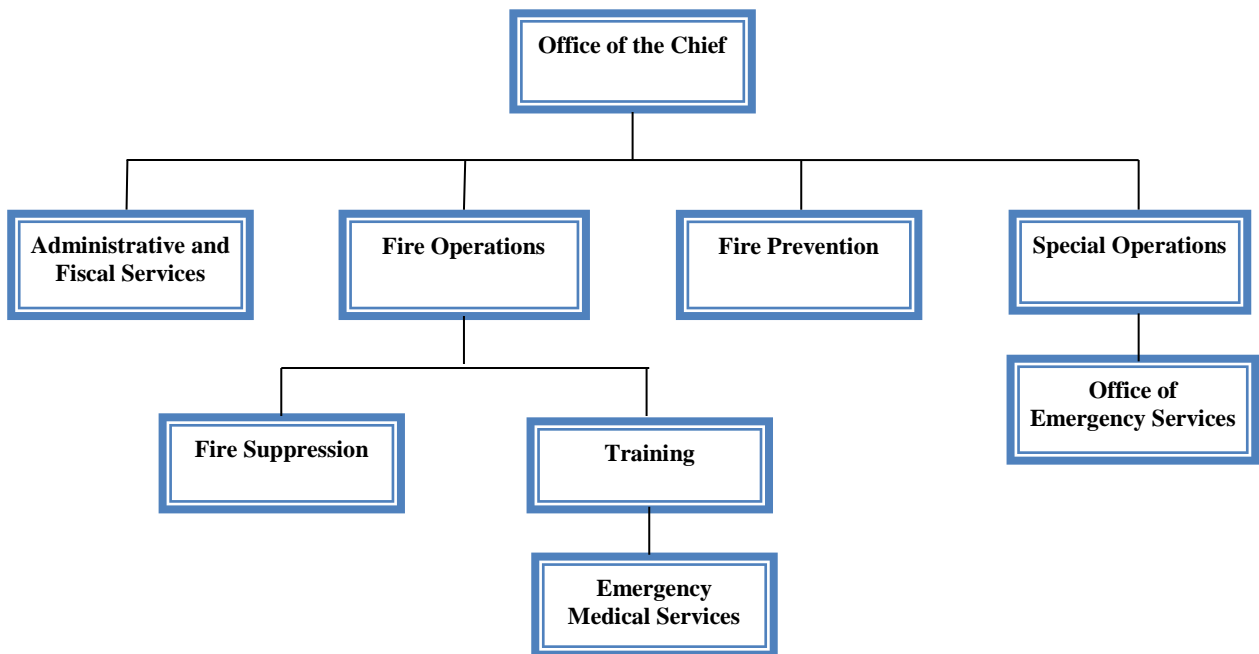 Office of the Chief
Administrative and
Fiscal Services
Fire Operations
Fire Prevention
Special Operations
Fire Suppression
Training
Office of
Emergency Services
Emergency
Medical Services